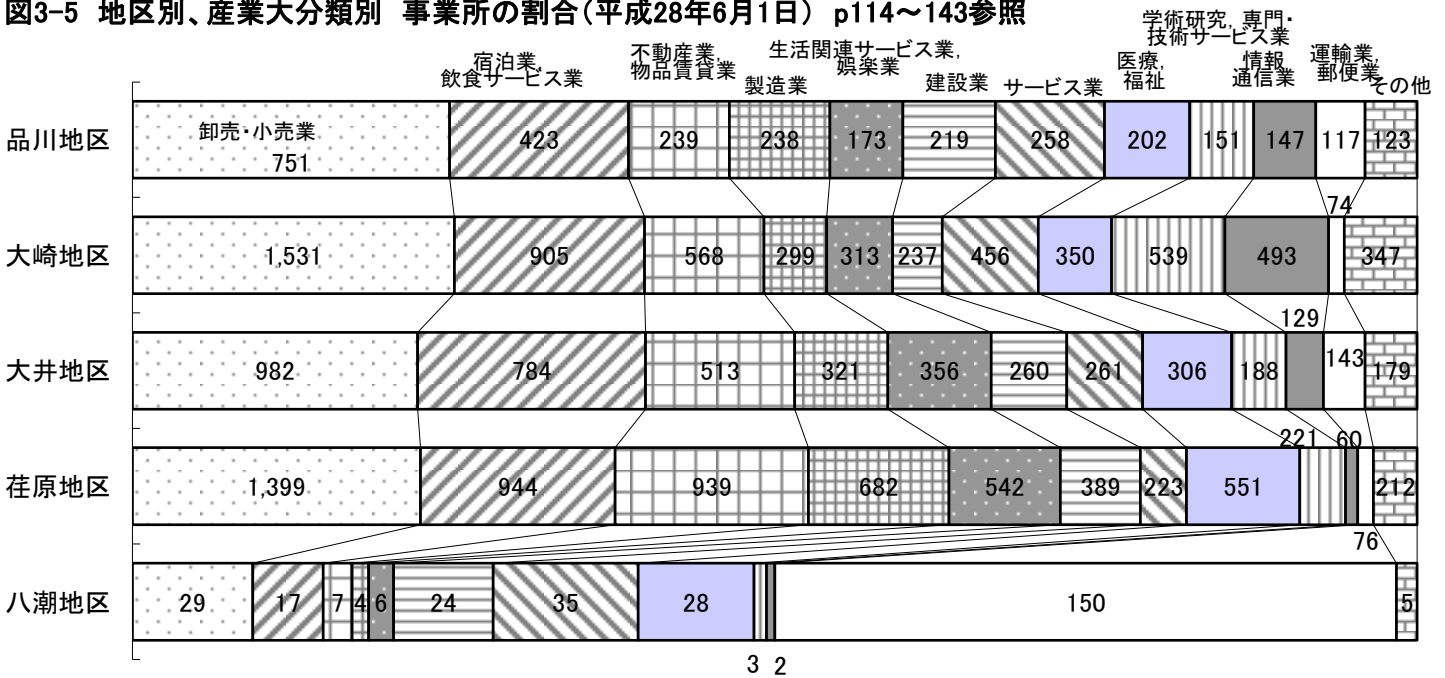 図3-5 地区別、産業大分類別 事業所の割合（平成28年6月1日） p114～143参照
宿泊業,
飲食サービス業
不動産業,
物品賃貸業
製造業
生活関連サービス業,
娯楽業
建設業
サービス業
医療,
福祉
学術研究, 専門・
技術サービス業
情報
通信業
運輸業,
郵便業
その他
品川地区 卸売・小売業 751 423 239 238 173 219 258 202 151 147 117 123
大崎地区 1,531 905 568 299 313 237 456 350 539 493 74 347
大井地区 982 784 513 321 356 260 261 306 188 129 143 179
荏原地区 1,399 944 939 682 542 389 223 551 221 60 76 212
八潮地区 29 17 7 4 6 24 35 28 3 2 150 5